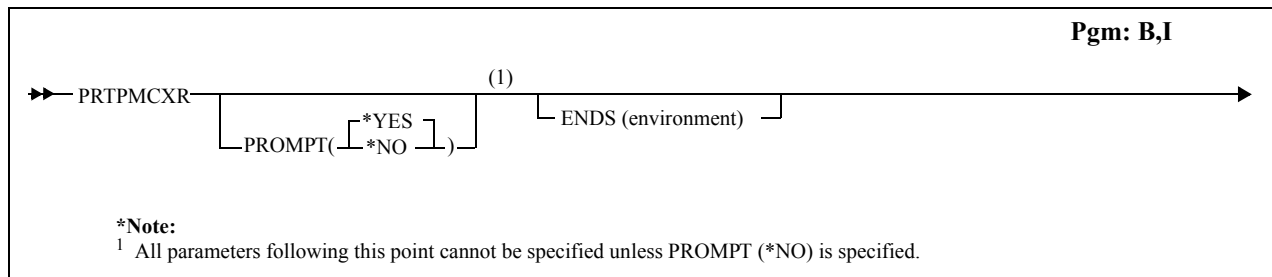 Pgm: B,I
(1)
PRTPMCXR
ENDS (environment)
*YES
PROMPT( )
*NO
*Note:
1 All parameters following this point cannot be specified unless PROMPT (*NO) is specified.